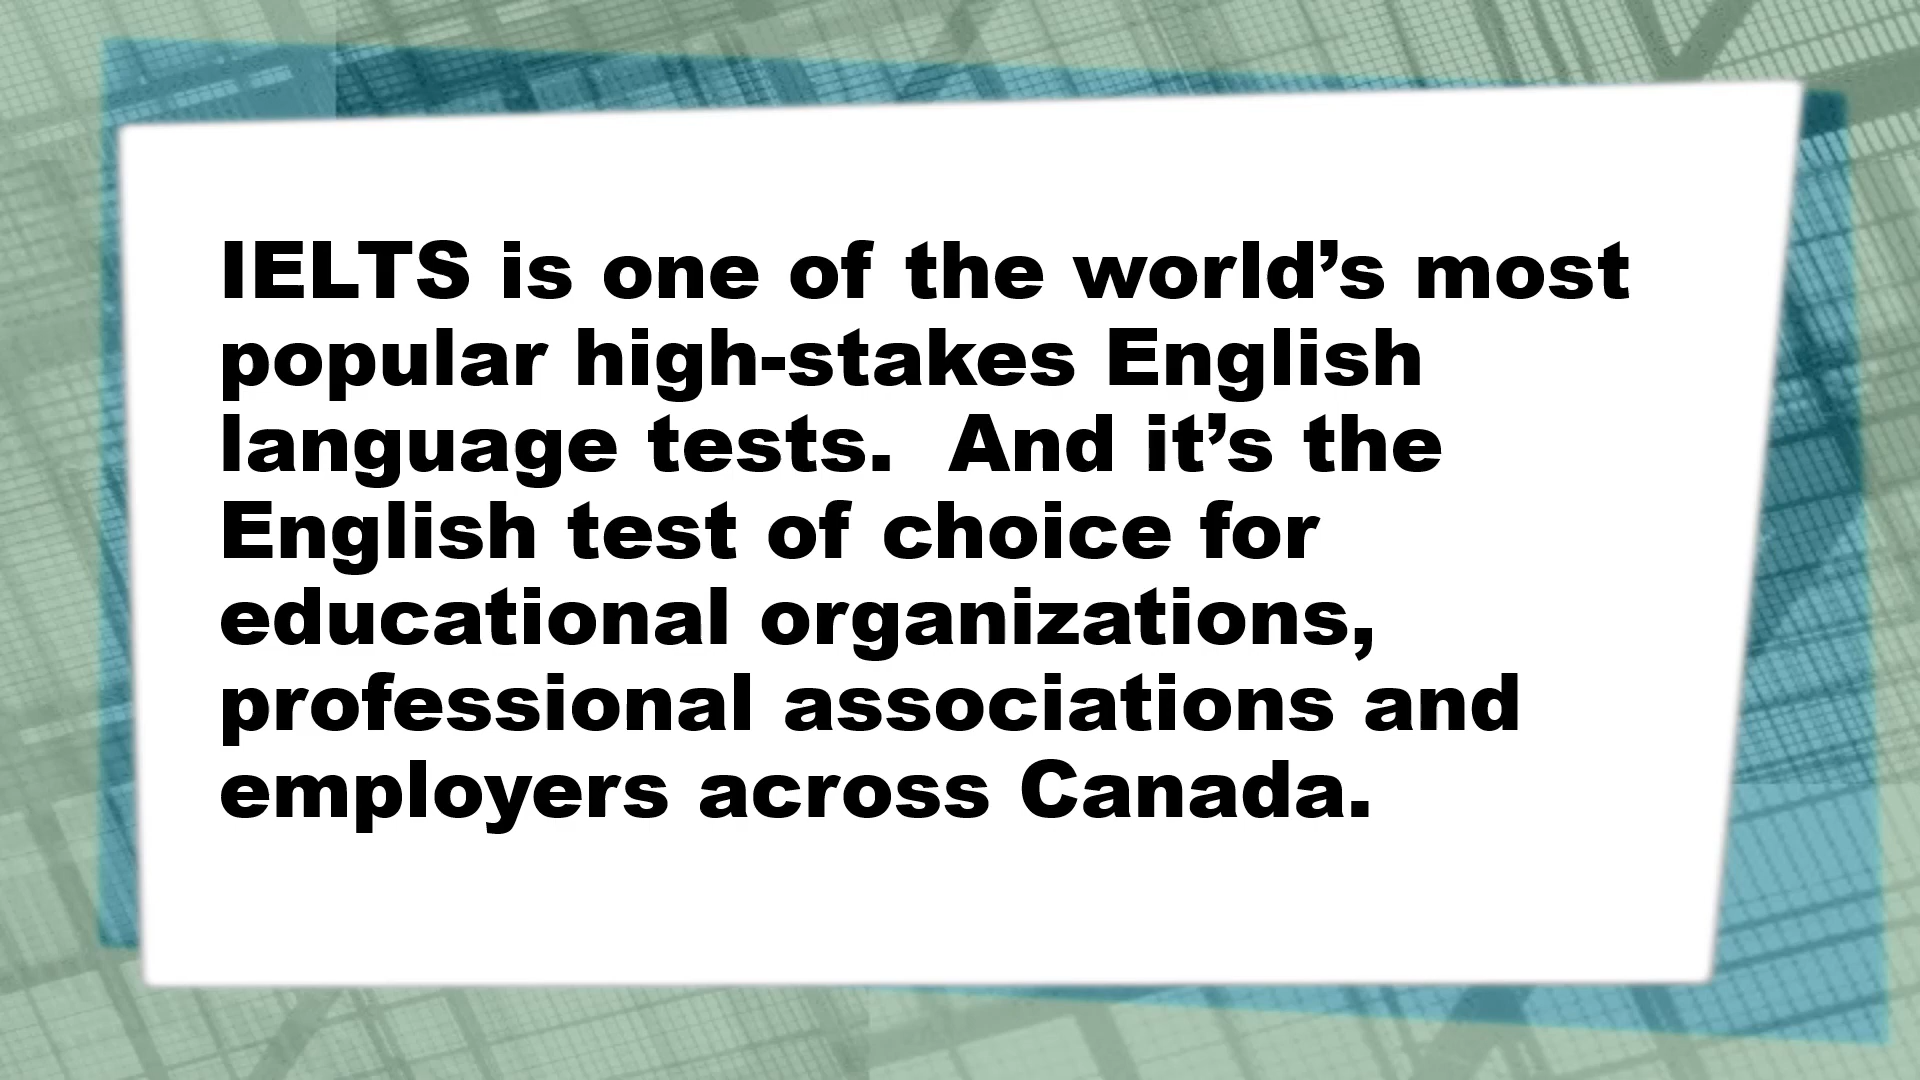 IELTS is one of the world’s most
popular high-stakes English
language tests.  And it’s the
English test of choice for
educational organizations,
professional associations and
employers across Canada.